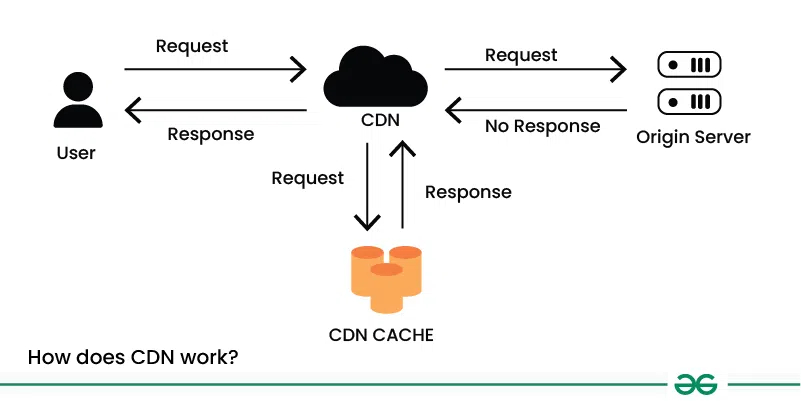 Request
Request
CDN
Response
No Response
User
Origin Server
Request
Response
CDN CACHE
How does CDN work?